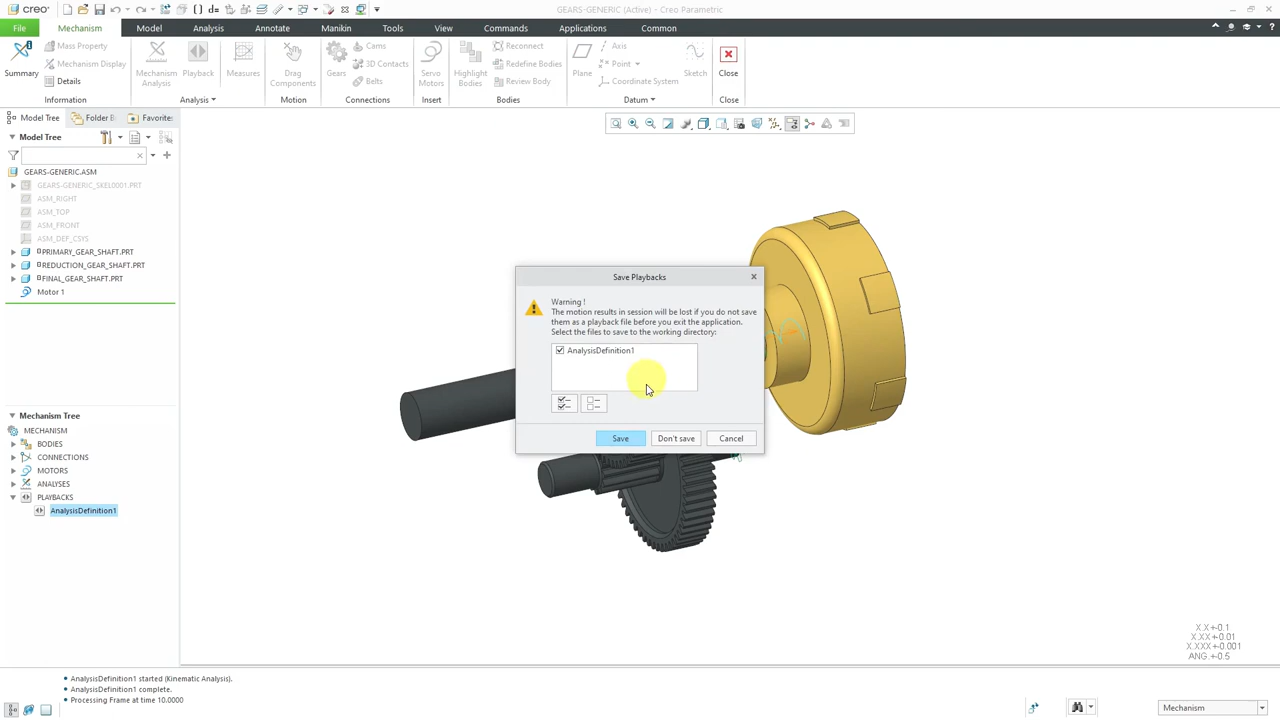 creo
GEARS-GENERIC (Active) - Creo Parametric
File Mechanism Model Analysis Annotate Manikin Tools View Commands Applications Common
Summary
Mass Property
Mechanism Display
Details
Information
Mechanism Analysis
Playback
Measures
Analysis
Drag Components
Motion
Gears
Cams
3D Contacts
Belts
Connections
Servo Motors
Insert
Highlight Bodies
Reconnect
Redefine Bodies
Review Body
Bodies
Plane
Axis
Point
Coordinate System
Sketch
Datum
Close
Close
Model Tree Folder B Favorite
Model Tree
GEARS-GENERIC.ASM
GEARS-GENERIC_SKEL0001.PRT
ASM_RIGHT
ASM_TOP
ASM_FRONT
ASM_DEF_CSYS
PRIMARY_GEAR_SHAFT.PRT
REDUCTION_GEAR_SHAFT.PRT
FINAL_GEAR_SHAFT.PRT
Motor 1
Mechanism Tree
MECHANISM
BODIES
CONNECTIONS
MOTORS
ANALYSES
PLAYBACKS
AnalysisDefinition1
Save Playbacks
Warning !
The motion results in session will be lost if you do not save
them as a playback file before you exit the application.
Select the files to save to the working directory:
AnalysisDefinition1
Save Don't save Cancel
X.X+-0.1
X.XX+-0.01
X.XXX+-0.001
ANG.+-0.5
• AnalysisDefinition1 started (Kinematic Analysis).
• AnalysisDefinition1 complete.
• Processing Frame at time 10.0000
Mechanism